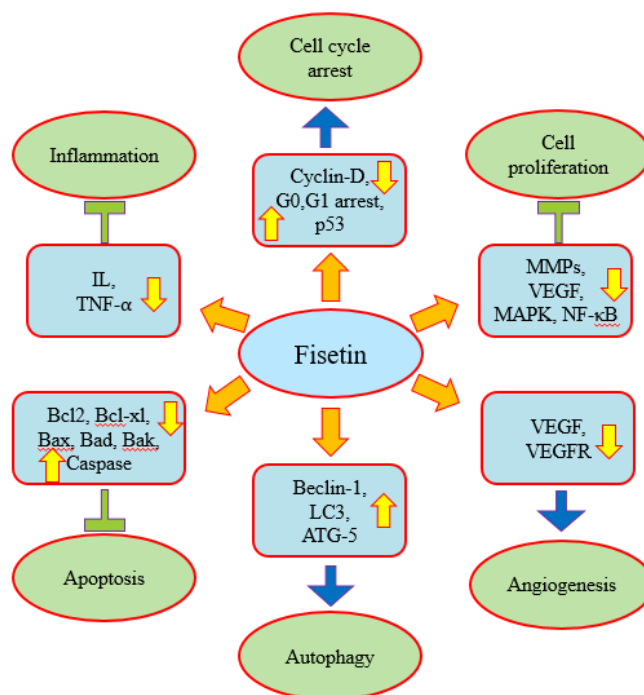 Cell cycle
arrest
Inflammation
Cell
proliferation
Cyclin-D,
G0,G1 arrest,
p53
IL,
TNF-α
MMPs,
VEGF,
MAPK, NF-κB
Fisetin
Bcl2, Bcl-xl,
Bax, Bad, Bak,
Caspase
VEGF,
VEGFR
Beclin-1,
LC3,
ATG-5
Apoptosis
Angiogenesis
Autophagy